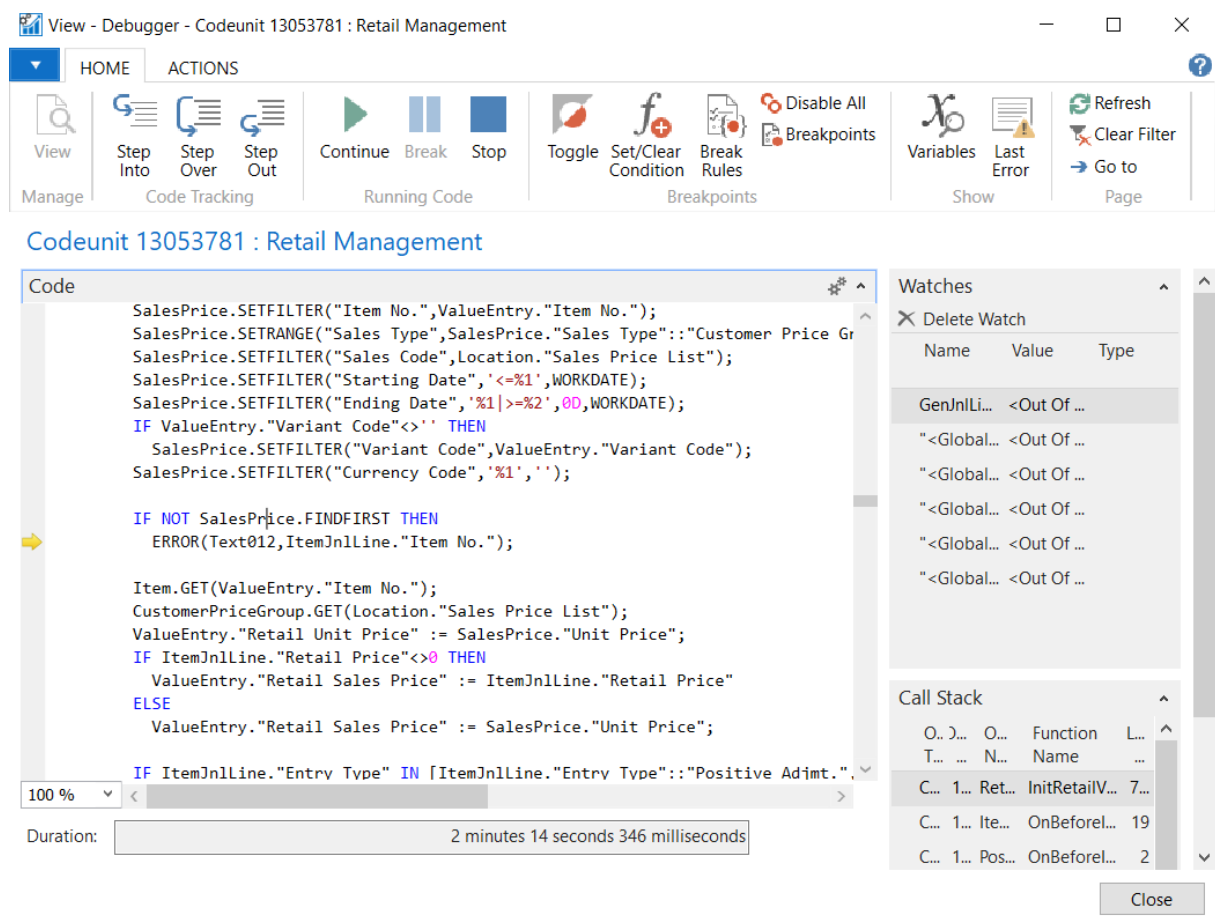 View - Debugger - Codeunit 13053781 : Retail Management
HOME ACTIONS
View
Step Into
Step Over
Step Out
Continue
Break
Stop
Toggle
Set/Clear Condition
Break Rules
Disable All
Breakpoints
Variables
Last Error
Refresh
Clear Filter
Go to
Manage
Code Tracking
Running Code
Breakpoints
Show
Page
Codeunit 13053781 : Retail Management
Code
SalesPrice.SETFILTER("Item No.",ValueEntry."Item No.");
SalesPrice.SETRANGE("Sales Type",SalesPrice."Sales Type"::"Customer Price Gr
SalesPrice.SETFILTER("Sales Code",Location."Sales Price List");
SalesPrice.SETFILTER("Starting Date",'<=%1',WORKDATE);
SalesPrice.SETFILTER("Ending Date",'%1|>=%2',0D,WORKDATE);
IF ValueEntry."Variant Code"<>'' THEN
SalesPrice.SETFILTER("Variant Code",ValueEntry."Variant Code");
SalesPrice.SETFILTER("Currency Code",'%1','');
IF NOT SalesPrice.FINDFIRST THEN
ERROR(Text012,ItemJnlLine."Item No.");
Item.GET(ValueEntry."Item No.");
CustomerPriceGroup.GET(Location."Sales Price List");
ValueEntry."Retail Unit Price" := SalesPrice."Unit Price";
IF ItemJnlLine."Retail Price"<>0 THEN
ValueEntry."Retail Sales Price" := ItemJnlLine."Retail Price"
ELSE
ValueEntry."Retail Sales Price" := SalesPrice."Unit Price";
IF ItemJnlLine."Entry Type" IN [ItemJnlLine."Entry Type"::"Positive Adjmt.",
100 %
Duration: 2 minutes 14 seconds 346 milliseconds
Watches
Delete Watch
Name Value Type
GenJnlLi... <Out Of ...
"<Global... <Out Of ...
"<Global... <Out Of ...
"<Global... <Out Of ...
"<Global... <Out Of ...
"<Global... <Out Of ...
Call Stack
O.. O... Function L...
T... ... N... Name ...
C... 1... Ret... InitRetailV... 7...
C... 1... Ite... OnBeforeI... 19
C... 1... Pos... OnBeforeI... 2
Close